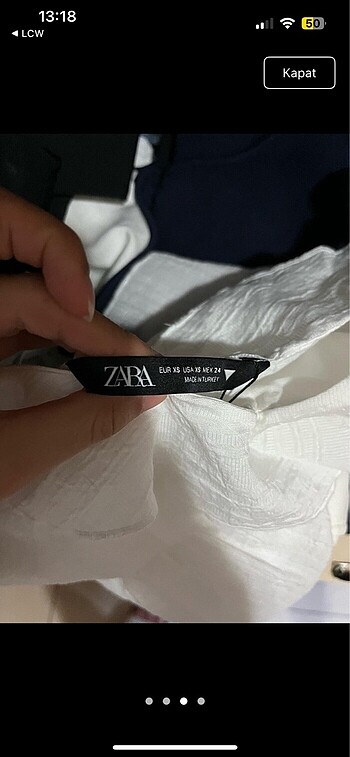 13:18
50
◀ LCW
Kapat
ZARA
EUR XS USA XS MEX 24
MADE IN TURKEY